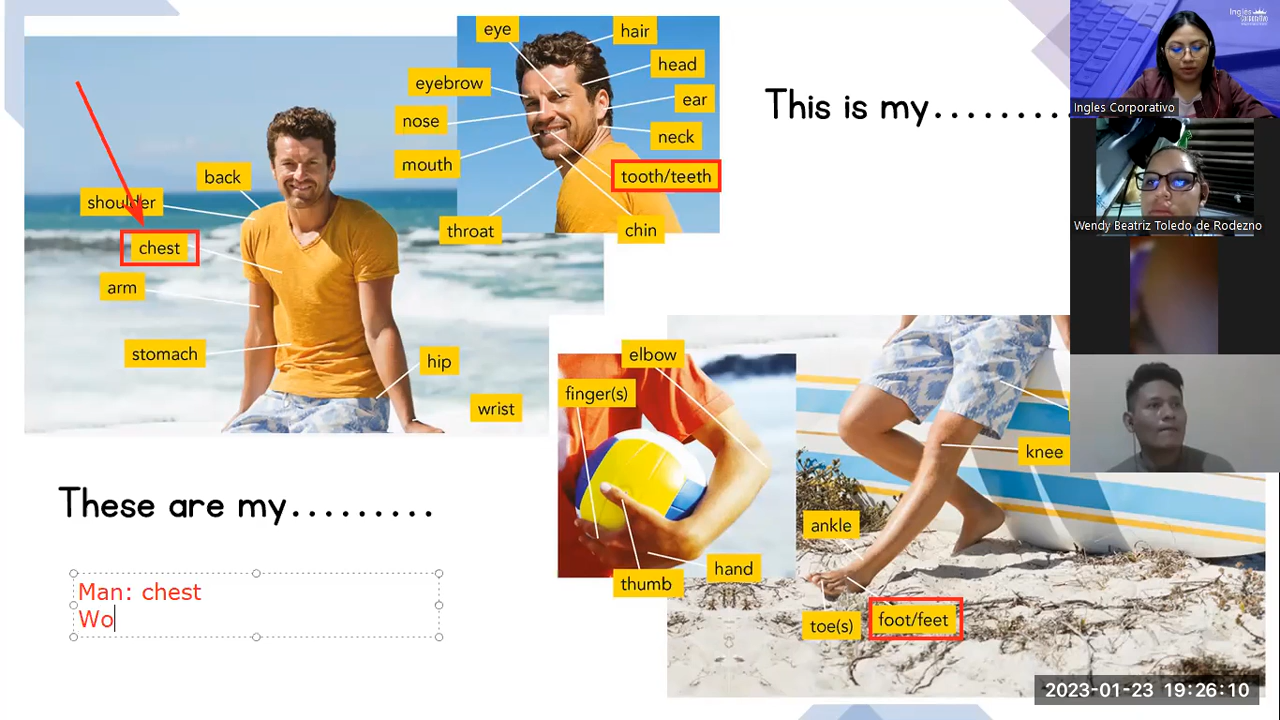 eye
hair
head
eyebrow
ear
nose
neck
mouth
tooth/teeth
throat
chin
back
shoulder
chest
arm
stomach
hip
wrist
This is my.........
These are my.........
Man: chest
Wo
elbow
finger(s)
thumb
hand
knee
ankle
toe(s)
foot/feet
Ingles Corporativo
Wendy Beatriz Toledo de Rodezno
2023-01-23 19:26:10